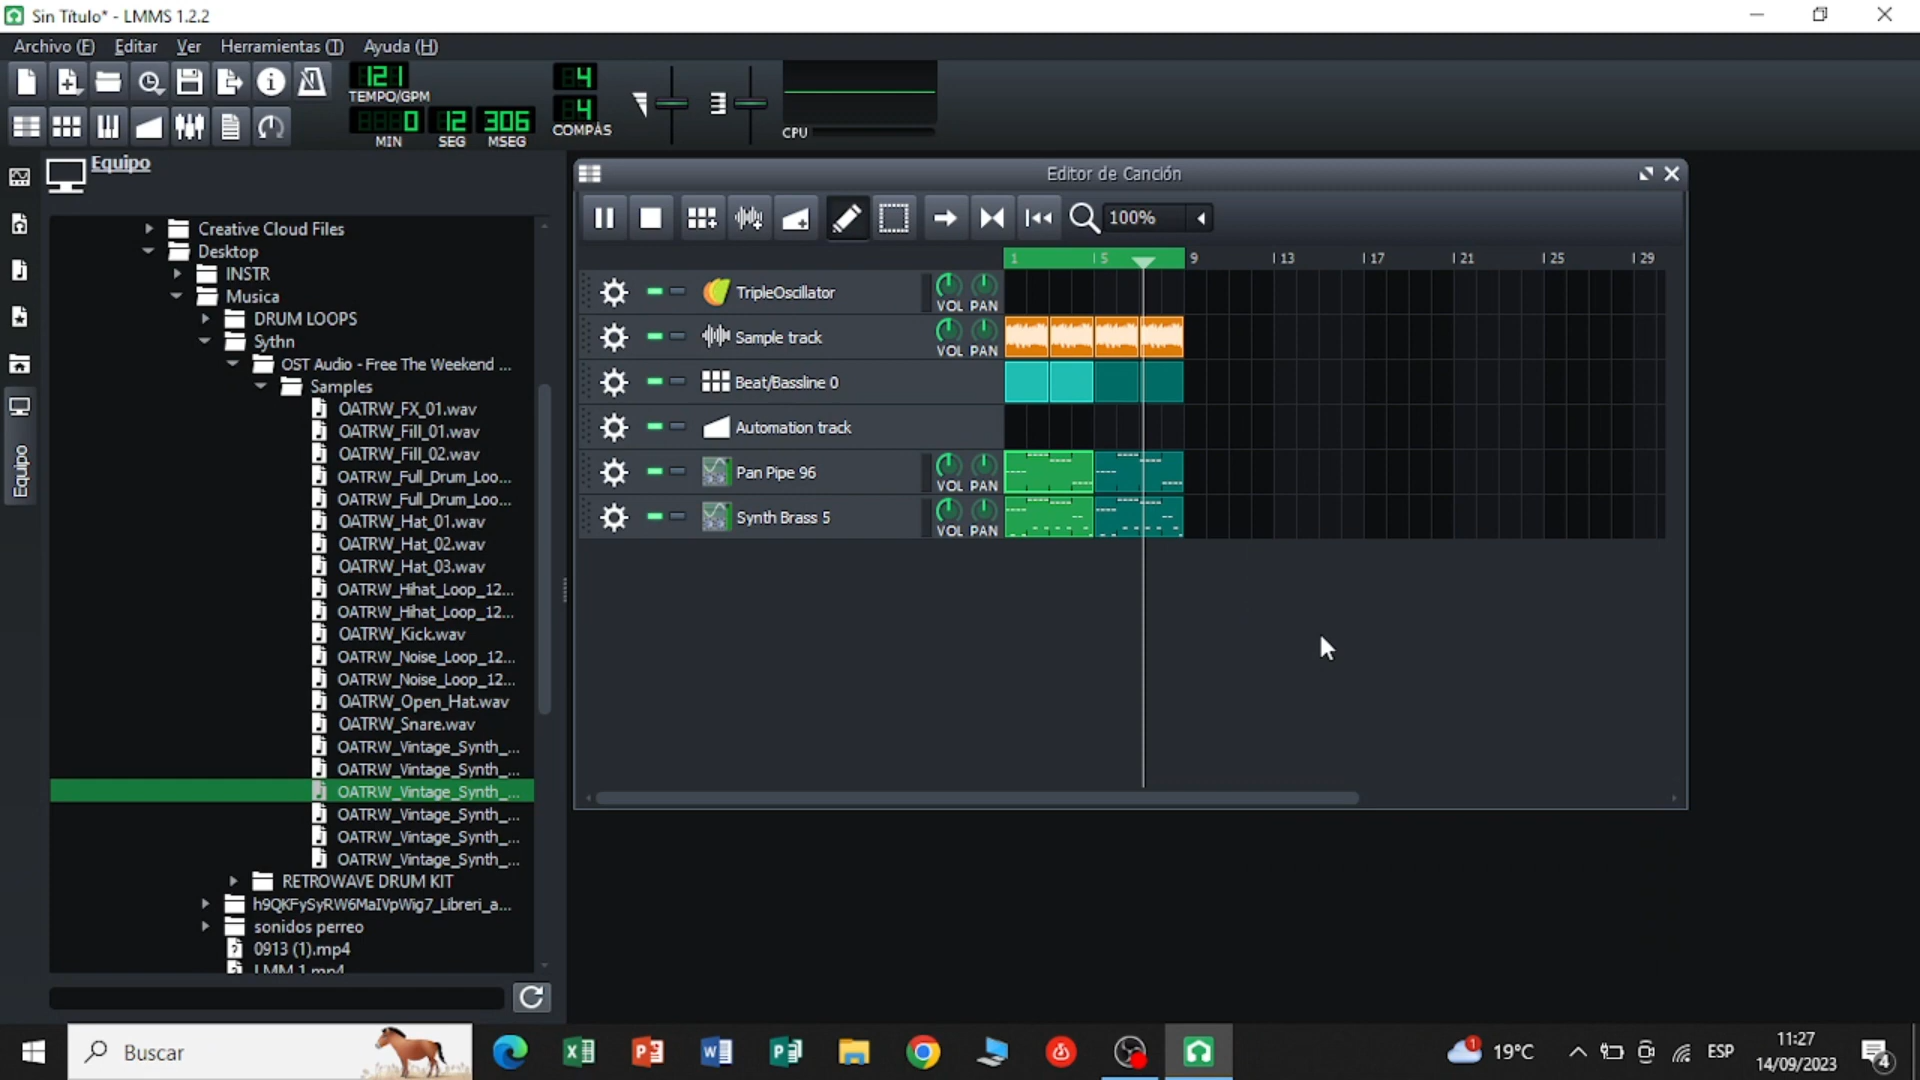 Sin Título* - LMMS 1.2.2
Archivo (F) Editar Ver Herramientas (T) Ayuda (H)
121
TEMPO/GPM
0 12 306
MIN SEG MSEG
4
4
COMPÁS
CPU
Equipo
Equipo
Creative Cloud Files
Desktop
INSTR
Musica
DRUM LOOPS
Sythn
OST Audio - Free The Weekend ...
Samples
OATRW_FX_01.wav
OATRW_Fill_01.wav
OATRW_Fill_02.wav
OATRW_Full_Drum_Loo...
OATRW_Full_Drum_Loo...
OATRW_Hat_01.wav
OATRW_Hat_02.wav
OATRW_Hat_03.wav
OATRW_Hihat_Loop_12...
OATRW_Hihat_Loop_12...
OATRW_Kick.wav
OATRW_Noise_Loop_12...
OATRW_Noise_Loop_12...
OATRW_Open_Hat.wav
OATRW_Snare.wav
OATRW_Vintage_Synth_...
OATRW_Vintage_Synth_...
OATRW_Vintage_Synth_...
OATRW_Vintage_Synth_...
OATRW_Vintage_Synth_...
OATRW_Vintage_Synth_...
RETROWAVE DRUM KIT
h9QKFySyRW6MaIVpWig7_Libreri_a...
sonidos perreo
0913 (1).mp4
LMM 1.mp4
Editor de Canción
100%
1 5 9 13 17 21 25 29
TripleOscillator VOL PAN
Sample track VOL PAN
Beat/Bassline 0
Automation track
Pan Pipe 96 VOL PAN
Synth Brass 5 VOL PAN
Buscar
1
19°C
ESP
11:27
14/09/2023
4